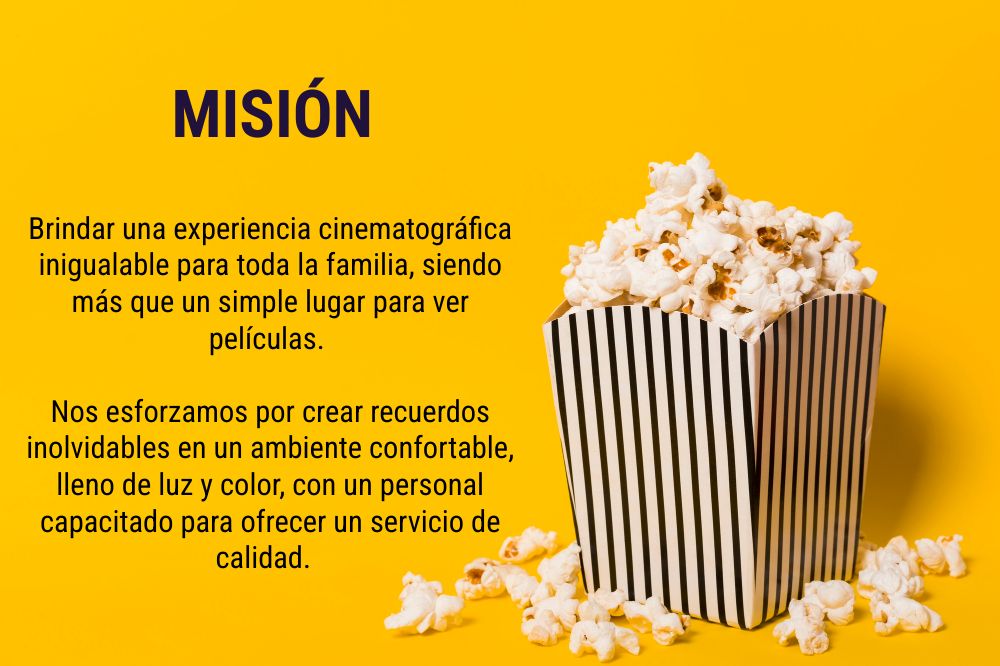 MISIÓN
Brindar una experiencia cinematográfica
inigualable para toda la familia, siendo
más que un simple lugar para ver
películas.
Nos esforzamos por crear recuerdos
inolvidables en un ambiente confortable,
lleno de luz y color, con un personal
capacitado para ofrecer un servicio de
calidad.